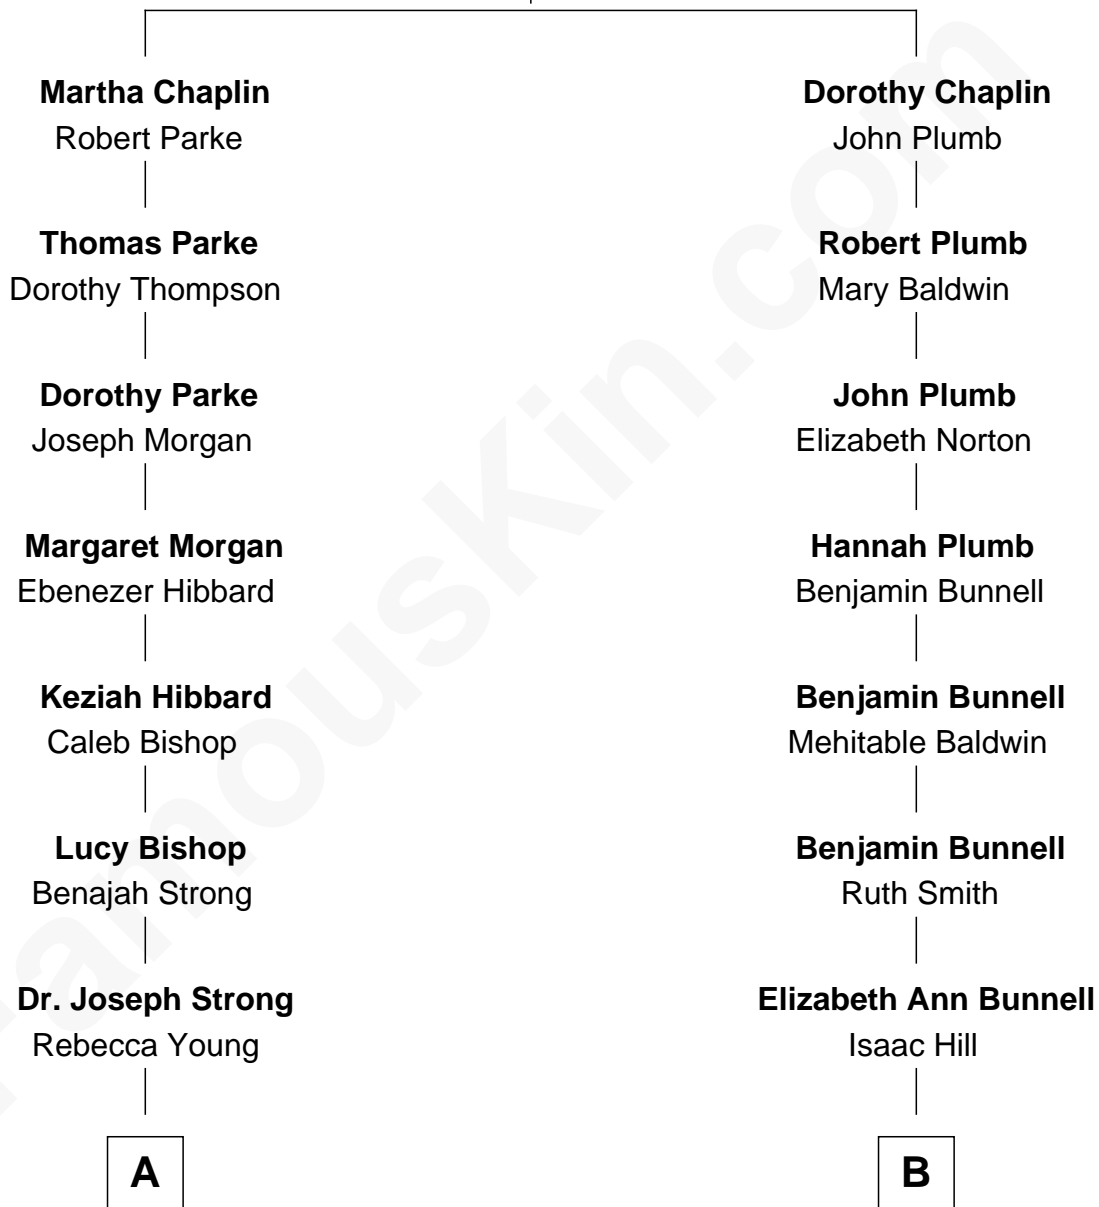 Martha Chaplin
Robert Parke
Thomas Parke
Dorothy Thompson
Dorothy Parke
Joseph Morgan
Margaret Morgan
Ebenezer Hibbard
Keziah Hibbard
Caleb Bishop
Lucy Bishop
Benajah Strong
Dr. Joseph Strong
Rebecca Young
A
Dorothy Chaplin
John Plumb
Robert Plumb
Mary Baldwin
John Plumb
Elizabeth Norton
Hannah Plumb
Benjamin Bunnell
Benjamin Bunnell
Mehitable Baldwin
Benjamin Bunnell
Ruth Smith
Elizabeth Ann Bunnell
Isaac Hill
B
FamousKin.com